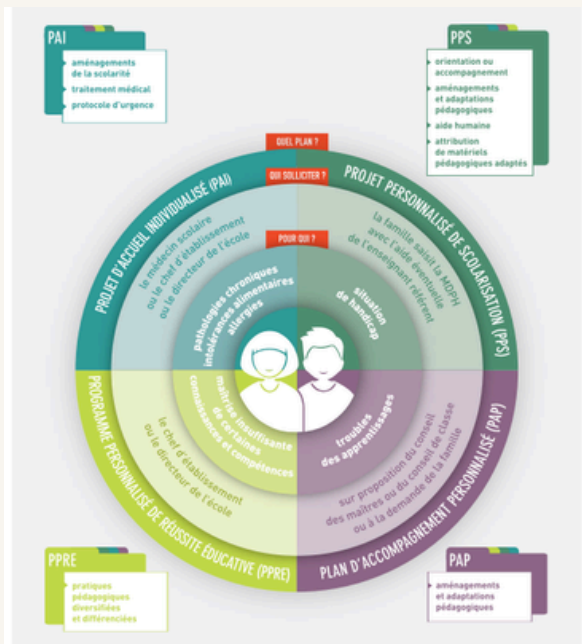 PAI
aménagements
de la scolarité
traitement médical
protocole d'urgence
PPS
orientation ou
accompagnement
aménagements
et adaptations
pédagogiques
aide humaine
attribution
de matériels
pédagogiques adaptés
QUEL PLAN ?
QUI SOLLICITER ?
POUR QUI ?
PROJET D'ACCUEIL INDIVIDUALISÉ (PAI)
le médecin scolaire
ou le chef d'établissement
ou le directeur de l'école
pathologies chroniques
intolérances alimentaires
allergies
PROJET PERSONNALISÉ DE SCOLARISATION (PPS)
la famille saisit la MDPH
avec l'aide éventuelle
de l'enseignant référent
situation
de handicap
PROGRAMME PERSONNALISÉ DE RÉUSSITE ÉDUCATIVE (PPRE)
le chef d'établissement
ou le directeur de l'école
maîtrise insuffisante
de certaines
connaissances et compétences
PLAN D'ACCOMPAGNEMENT PERSONNALISÉ (PAP)
sur proposition du conseil
des maîtres ou du conseil de classe
ou à la demande de la famille
troubles
des apprentissages
PPRE
pratiques
pédagogiques
diversifiées
et différenciées
PAP
aménagements
et adaptations
pédagogiques